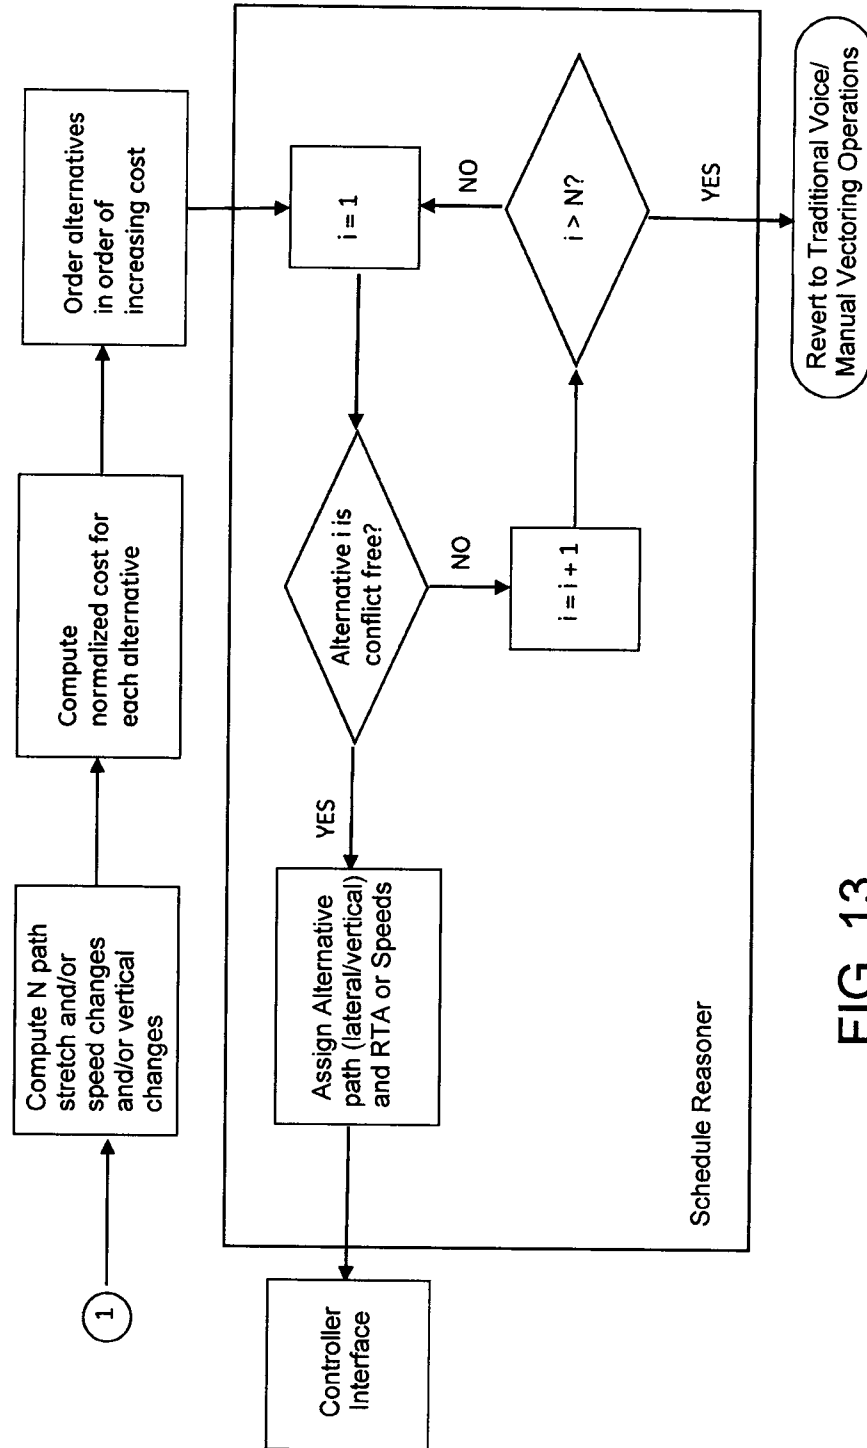 1
Compute N path
stretch and/or
speed changes
and/or vertical
changes
Compute
normalized cost for
each alternative
Order alternatives
in order of
increasing cost
i = 1
Alternative i is
conflict free?
YES
NO
Assign Alternative
path (lateral/vertical)
and RTA or Speeds
Controller
Interface
i = i + 1
i > N?
NO
YES
Schedule Reasoner
Revert to Traditional Voice/
Manual Vectoring Operations
FIG. 13